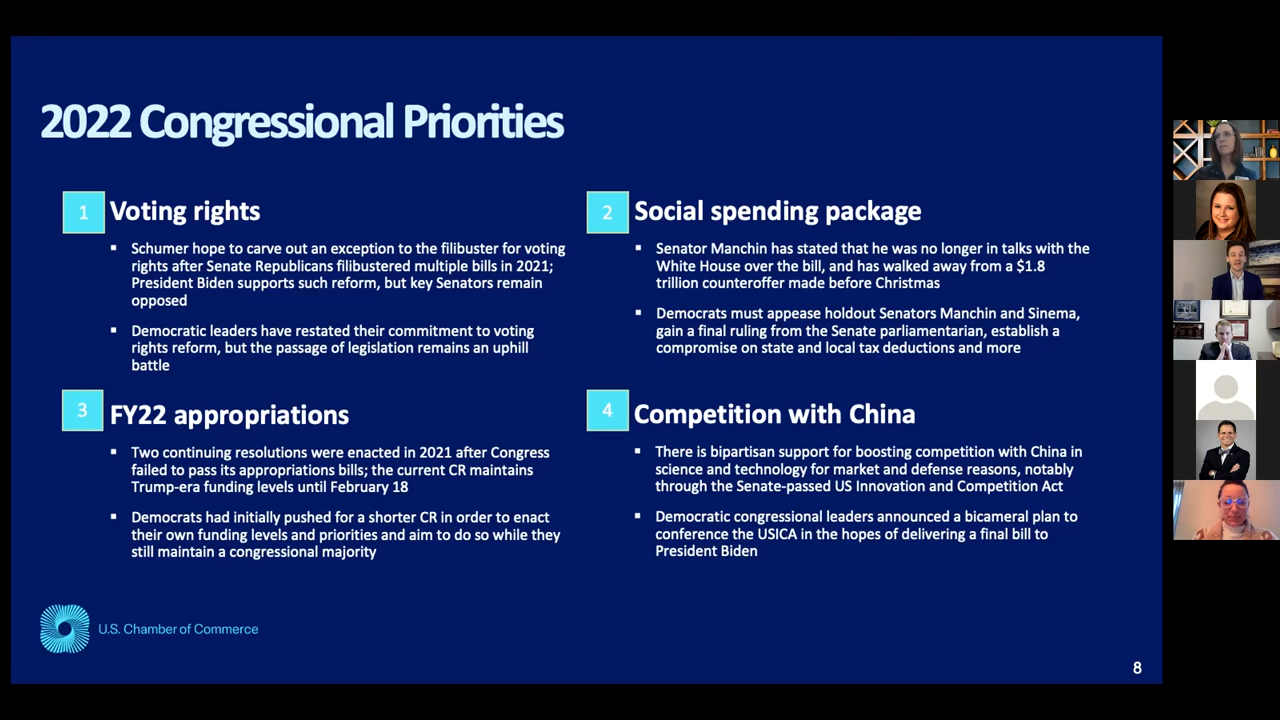 2022 Congressional Priorities
1
Voting rights
▪ Schumer hope to carve out an exception to the filibuster for voting
rights after Senate Republicans filibustered multiple bills in 2021;
President Biden supports such reform, but key Senators remain
opposed
▪ Democratic leaders have restated their commitment to voting
rights reform, but the passage of legislation remains an uphill
battle
2
Social spending package
▪ Senator Manchin has stated that he was no longer in talks with the
White House over the bill, and has walked away from a $1.8
trillion counteroffer made before Christmas
▪ Democrats must appease holdout Senators Manchin and Sinema,
gain a final ruling from the Senate parliamentarian, establish a
compromise on state and local tax deductions and more
3
FY22 appropriations
▪ Two continuing resolutions were enacted in 2021 after Congress
failed to pass its appropriations bills; the current CR maintains
Trump-era funding levels until February 18
▪ Democrats had initially pushed for a shorter CR in order to enact
their own funding levels and priorities and aim to do so while they
still maintain a congressional majority
4
Competition with China
▪ There is bipartisan support for boosting competition with China in
science and technology for market and defense reasons, notably
through the Senate-passed US Innovation and Competition Act
▪ Democratic congressional leaders announced a bicameral plan to
conference the USICA in the hopes of delivering a final bill to
President Biden
U.S. Chamber of Commerce
8